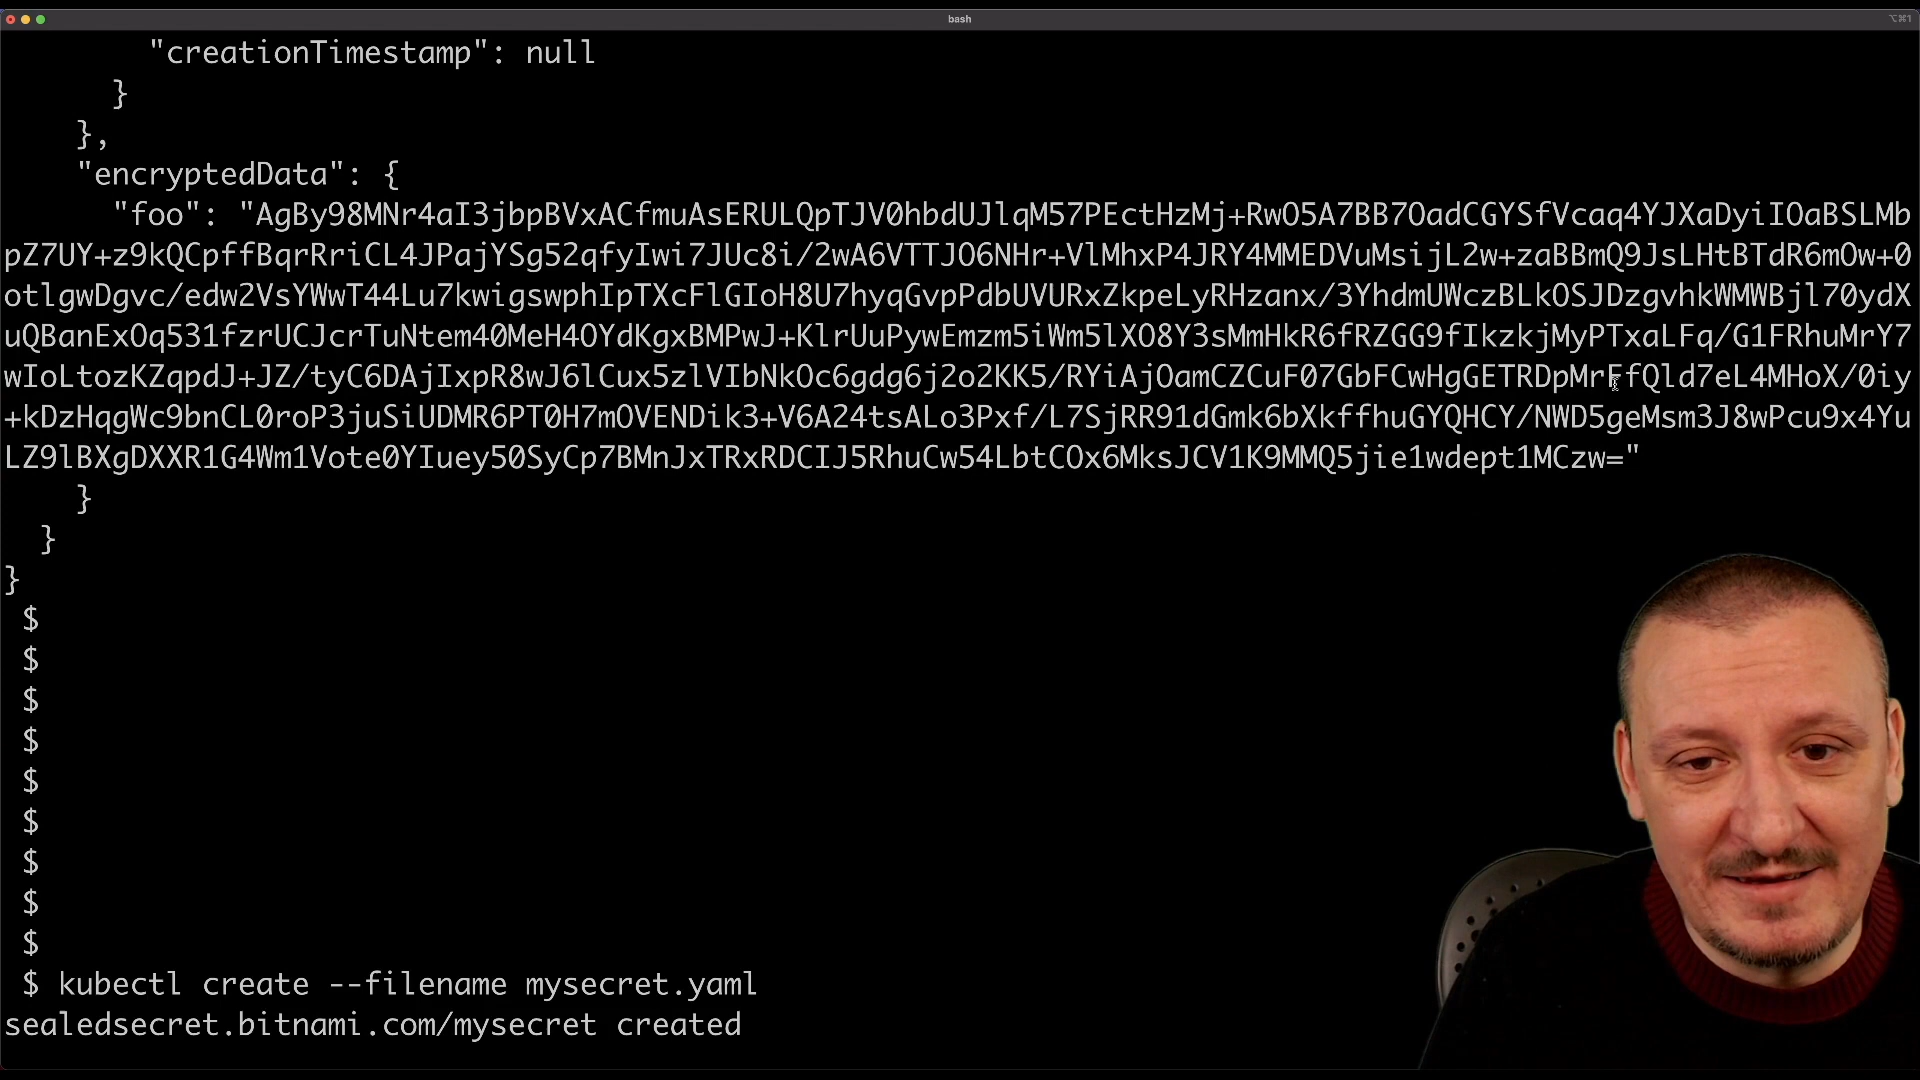 bash
⌥⌘1
"creationTimestamp": null
}
},
"encryptedData": {
"foo": "AgBy98MNr4aI3jbpBVxACfmuAsERULQpTJV0hbdUJlqM57PEctHzMj+RwO5A7BB7OadCGYSfVcaq4YJXaDyiIOaBSLMb
pZ7UY+z9kQCpffBqrRriCL4JPajYSg52qfyIwi7JUc8i/2wA6VTTJO6NHr+VlMhxP4JRY4MMEDVuMsijL2w+zaBBmQ9JsLHtBTdR6mOw+0
otlgwDgvc/edw2VsYWwT44Lu7kwigswphIpTXcFlGIoH8U7hyqGvpPdbUVURxZkpeLyRHzanx/3YhdmUWczBLkOSJDzgvhkWMWBjl70ydX
uQBanExOq531fzrUCJcrTuNtem40MeH4OYdKgxBMPwJ+KlrUuPywEmzm5iWm5lXO8Y3sMmHkR6fRZGG9fIkzkjMyPTxaLFq/G1FRhuMrY7
wIoLtozKZqpdJ+JZ/tyC6DAjIxpR8wJ6lCux5zlVIbNkOc6gdg6j2o2KK5/RYiAjOamCZCuF07GbFCwHgGETRDpMrFfQld7eL4MHoX/0iy
+kDzHqgWc9bnCL0roP3juSiUDMR6PT0H7mOVENDik3+V6A24tsALo3Pxf/L7SjRR91dGmk6bXkffhuGYQHCY/NWD5geMsm3J8wPcu9x4Yu
LZ9lBXgDXXR1G4Wm1Vote0YIuey50SyCp7BMnJxTRxRDCIJ5RhuCw54LbtCOx6MksJCV1K9MMQ5jie1wdept1MCzw="
}
}
}
$
$
$
$
$
$
$
$
$
$ kubectl create --filename mysecret.yaml
sealedsecret.bitnami.com/mysecret created